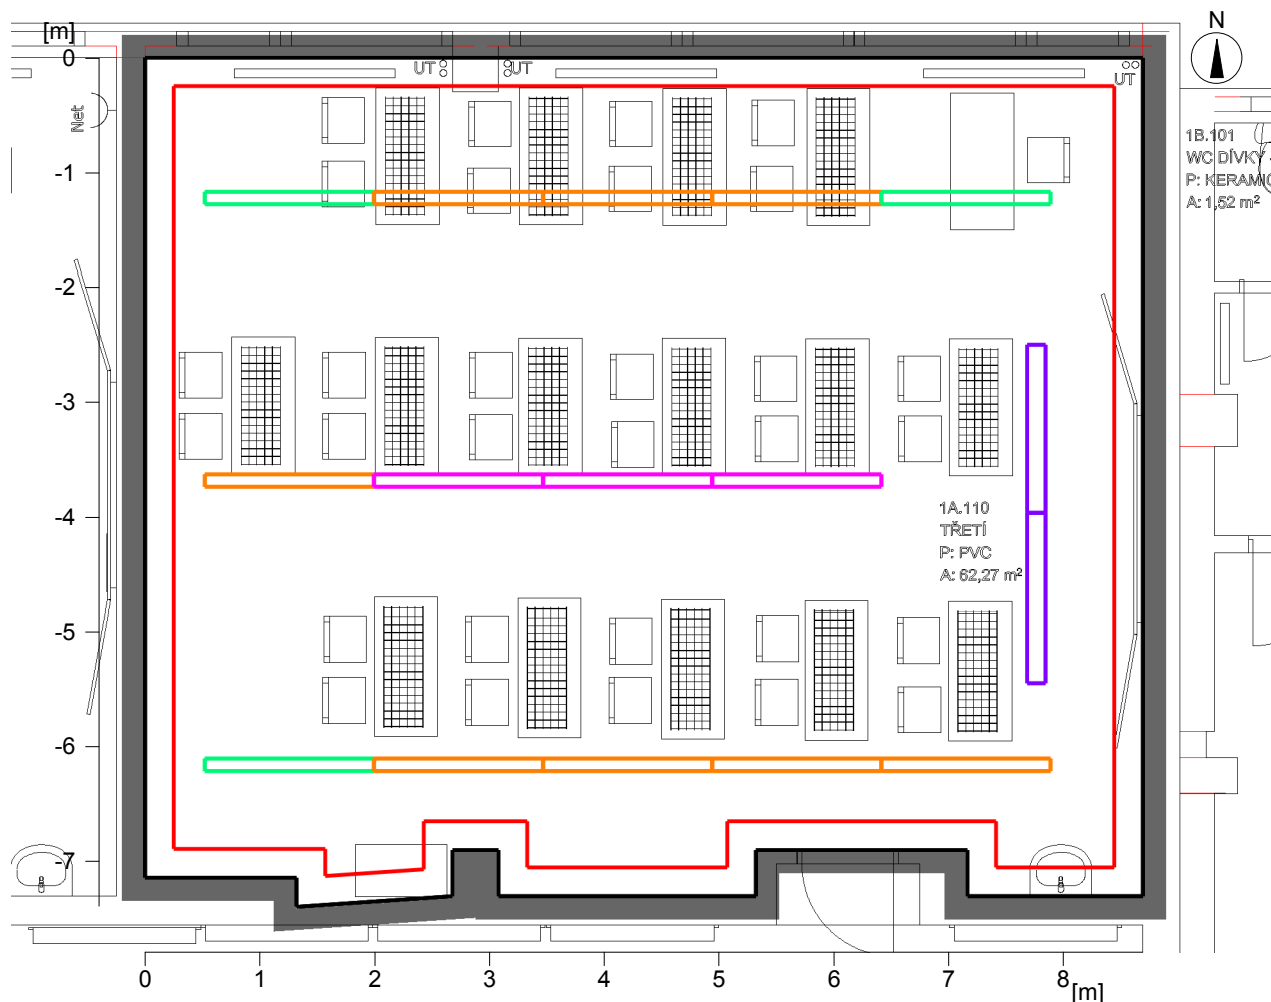 [m]
N
0
UT
UT
UT
Net
-1
1B.101
WC DÍVKY -
P: KERAMIC
A: 1,52 m²
-2
-3
-4
1A.110
TŘETÍ
P: PVC
A: 62,27 m²
-5
-6
-7
0 1 2 3 4 5 6 7 8 [m]